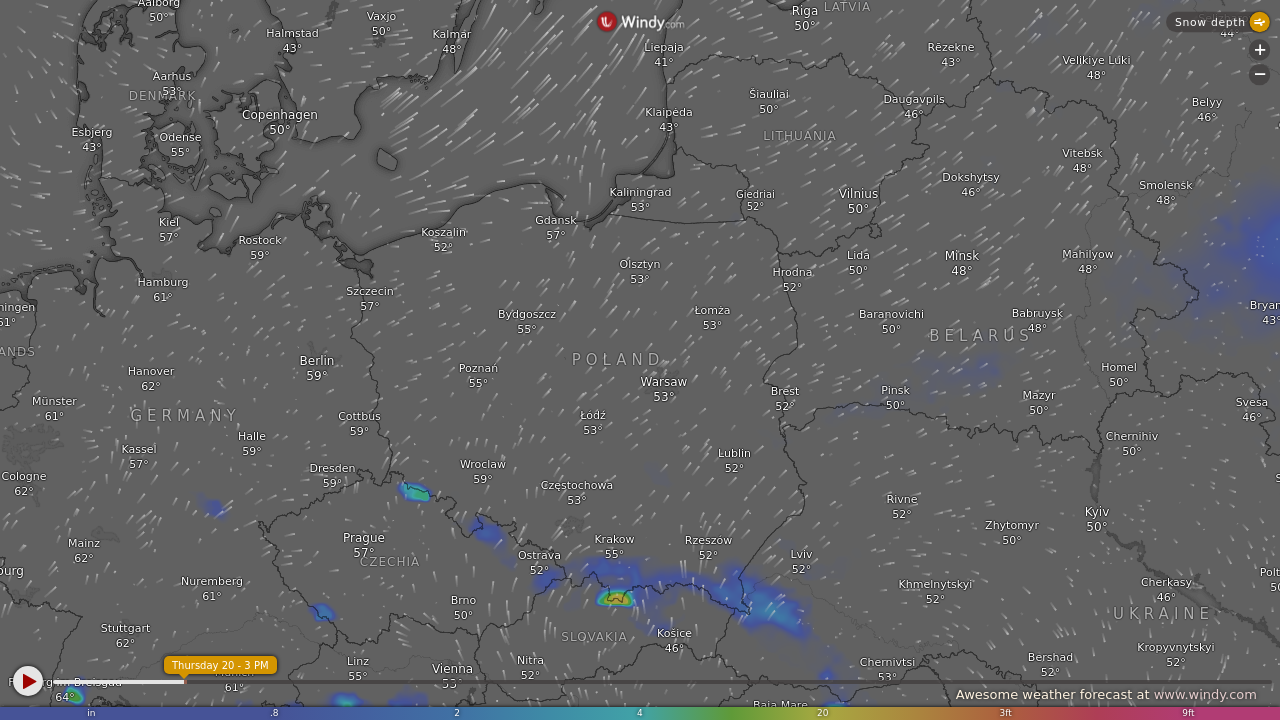 Aalborg
50°
Vaxjo
50°
Halmstad
43°
Kalmar
48°
Windy.com
Liepaja
41°
Riga
50°
LATVIA
Rēzekne
43°
Velikiye Luki
48°
Snow depth
44°
+
−
Aarhus
53°
DENMARK
Copenhagen
50°
Esbjerg
43°
Odense
55°
Klaipėda
43°
Šiauliai
50°
LITHUANIA
Daugavpils
46°
Belyy
46°
Vitebsk
48°
Dokshytsy
46°
Smolensk
48°
Kiel
57°
Rostock
59°
Koszalin
52°
Gdansk
57°
Kaliningrad
53°
Giedriai
52°
Vilnius
50°
Hamburg
61°
Szczecin
57°
Olsztyn
53°
Hrodna
52°
Lida
50°
Minsk
48°
Mahilyow
48°
ningen
61°
Bydgoszcz
55°
Łomża
53°
Baranovichi
50°
Babruysk
48°
BELARUS
Bryan
43°
ANDS
Hanover
62°
Berlin
59°
Poznań
55°
POLAND
Warsaw
53°
Brest
52°
Pinsk
50°
Mazyr
50°
Homel
50°
Münster
61°
GERMANY
Cottbus
59°
Łódź
53°
Svesa
46°
Kassel
57°
Halle
59°
Chernihiv
50°
Cologne
62°
Dresden
59°
Wroclaw
59°
Częstochowa
53°
Lublin
52°
S
Rivne
52°
Zhytomyr
50°
Kyiv
50°
Mainz
62°
Prague
57°
CZECHIA
Ostrava
52°
Krakow
55°
Rzeszów
52°
Lviv
52°
burg
Nuremberg
61°
Brno
50°
Khmelnytskyi
52°
Cherkasy
46°
Polt
50
UKRAINE
Stuttgart
62°
SLOVAKIA
Košice
46°
Kropyvnytskyi
52°
Thursday 20 - 3 PM
Freiburg im Breisgau
64°
Munich
61°
Linz
55°
Vienna
55°
Nitra
52°
Chernivtsi
53°
Bershad
52°
Baia Mare
Awesome weather forecast at www.windy.com
in .8 2 4 20 3ft 9ft